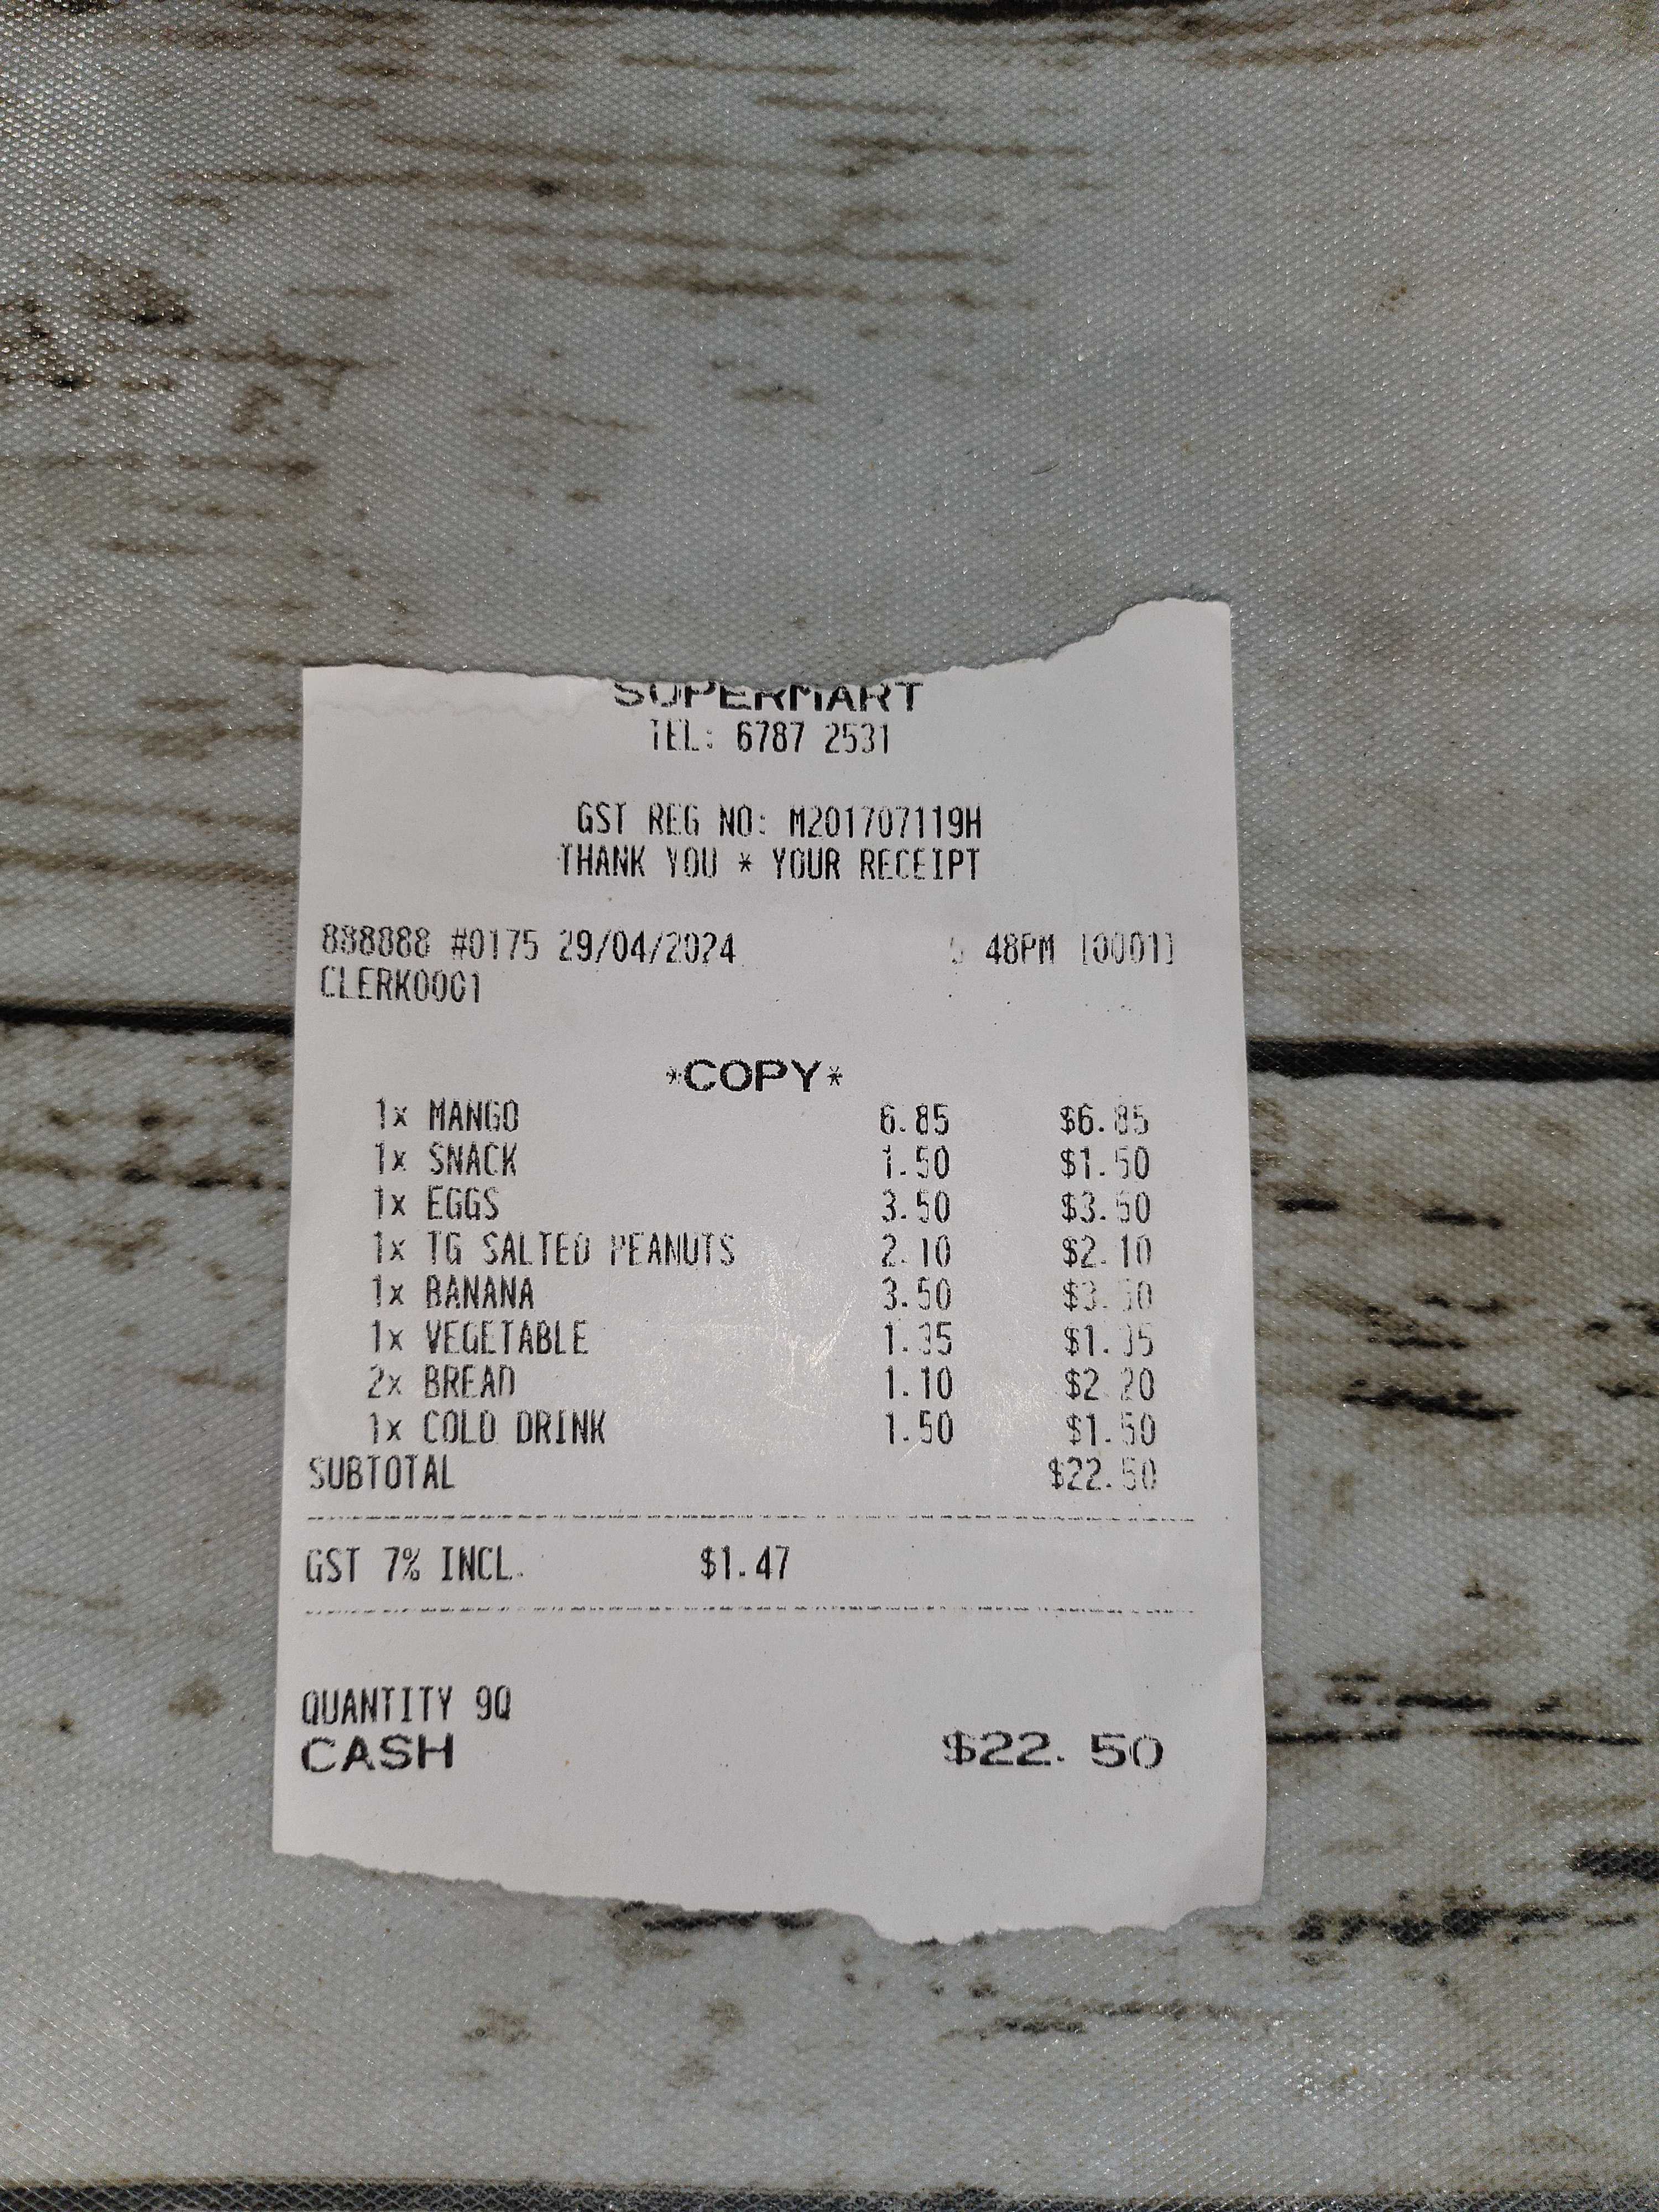 SUPERMART
TEL: 6787 2531
GST REG NO: M201707119H
THANK YOU * YOUR RECEIPT
888888 #0175 29/04/2024 48PM [0001]
CLERK0001
*COPY*
1x MANGO 6.85 $6.85
1x SNACK 1.50 $1.50
1x EGGS 3.50 $3.50
1x TG SALTED PEANUTS 2.10 $2.10
1x BANANA 3.50 $3.50
1x VEGETABLE 1.35 $1.35
2x BREAD 1.10 $2.20
1x COLD DRINK 1.50 $1.50
SUBTOTAL $22.50
GST 7% INCL. $1.47
QUANTITY 9Q
CASH $22.50